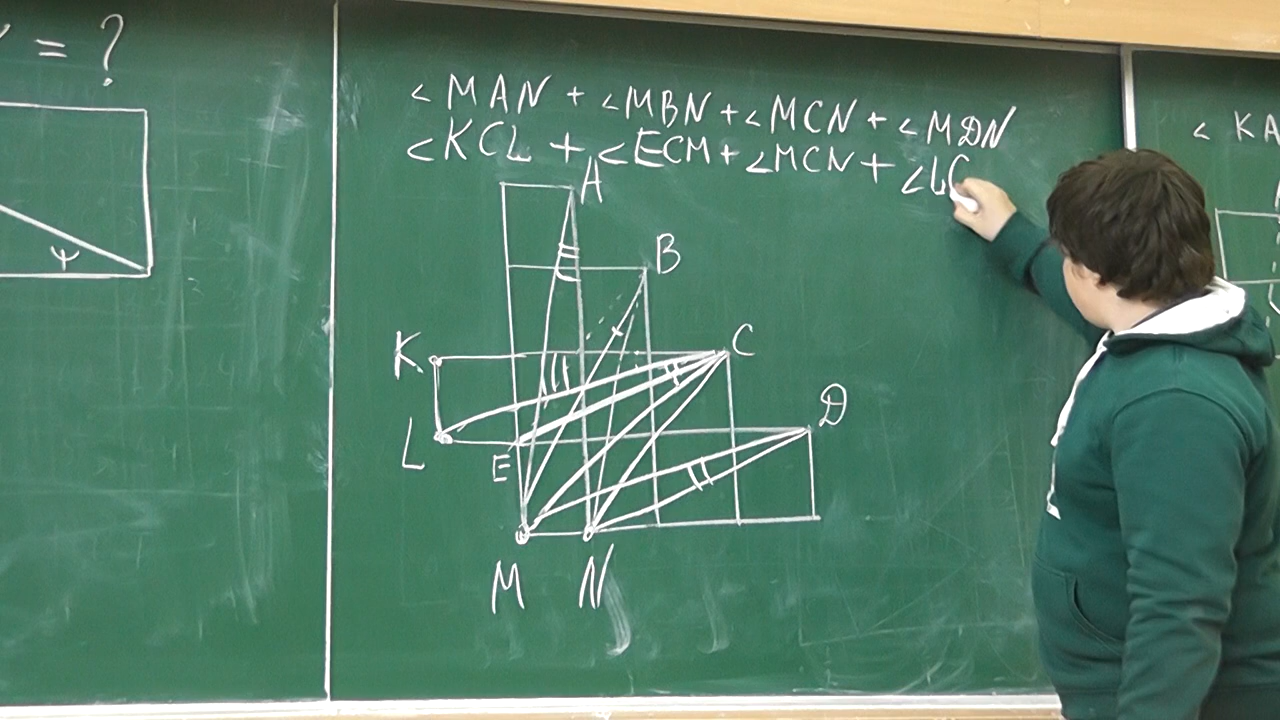 = ?
∠MAN + ∠MBN + ∠MCN + ∠MDN
∠KCL + ∠ECM + ∠MCN + ∠LC
∠KA
A
B
K
C
D
L
E
ψ
M N